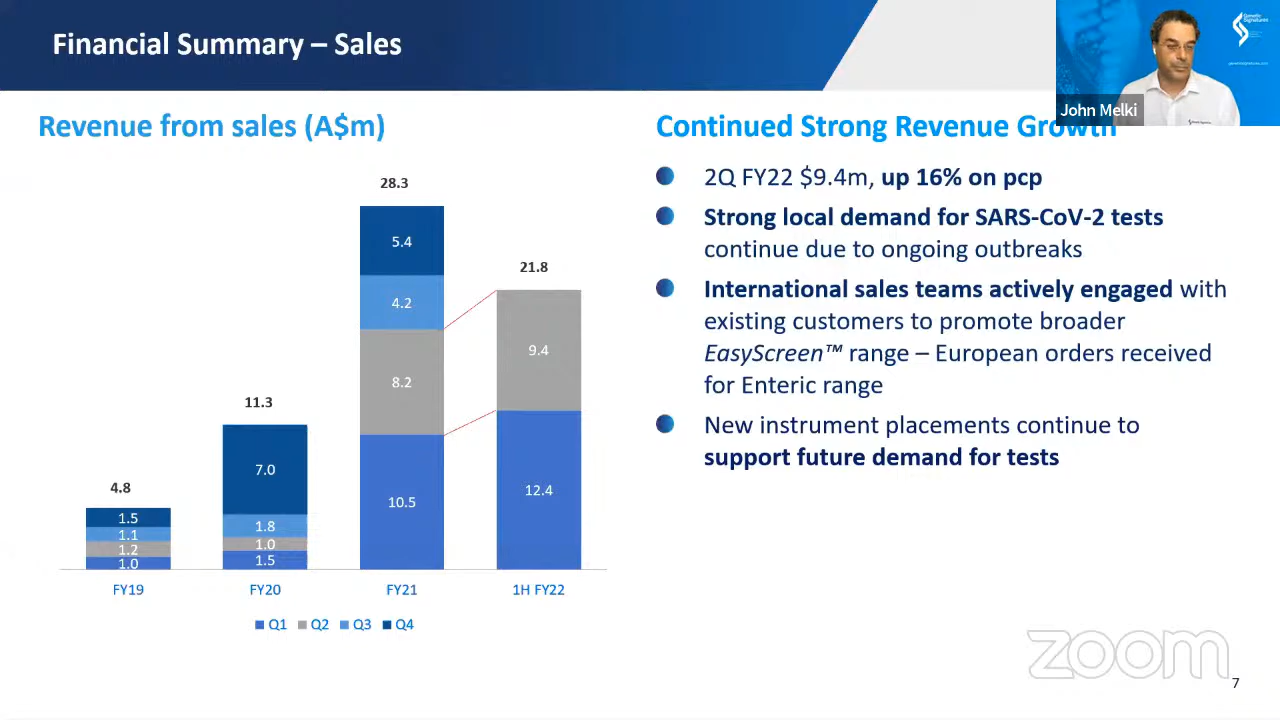 Financial Summary – Sales
Genetic
Signatures
John Melki
Revenue from sales (A$m)
28.3
5.4
4.2
8.2
10.5
21.8
9.4
12.4
11.3
7.0
1.8
1.0
1.5
4.8
1.5
1.1
1.2
1.0
FY19
FY20
FY21
1H FY22
Q1
Q2
Q3
Q4
Continued Strong Revenue Growth
2Q FY22 $9.4m, up 16% on pcp
Strong local demand for SARS-CoV-2 tests
continue due to ongoing outbreaks
International sales teams actively engaged with
existing customers to promote broader
EasyScreen™ range – European orders received
for Enteric range
New instrument placements continue to
support future demand for tests
zoom
7